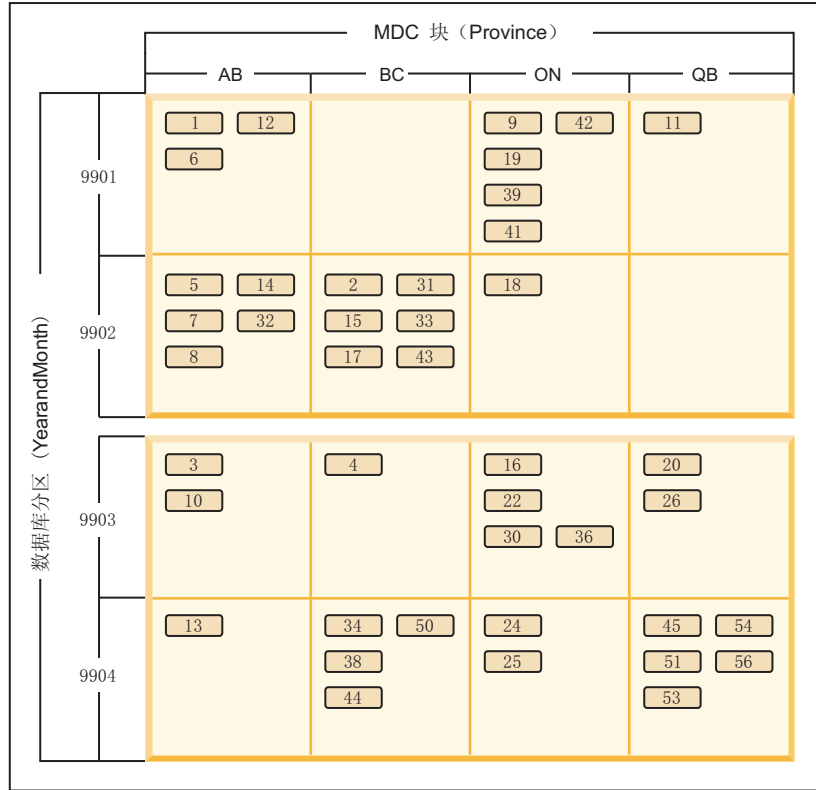 MDC 块（Province）
AB BC ON QB
数据库分区（YearandMonth）
9901
1 12 9 42 11
6 19
39
41
9902
5 14 2 31 18
7 32 15 33
8 17 43
9903
3 4 16 20
10 22 26
30 36
9904
13 34 50 24 45 54
38 25 51 56
44 53